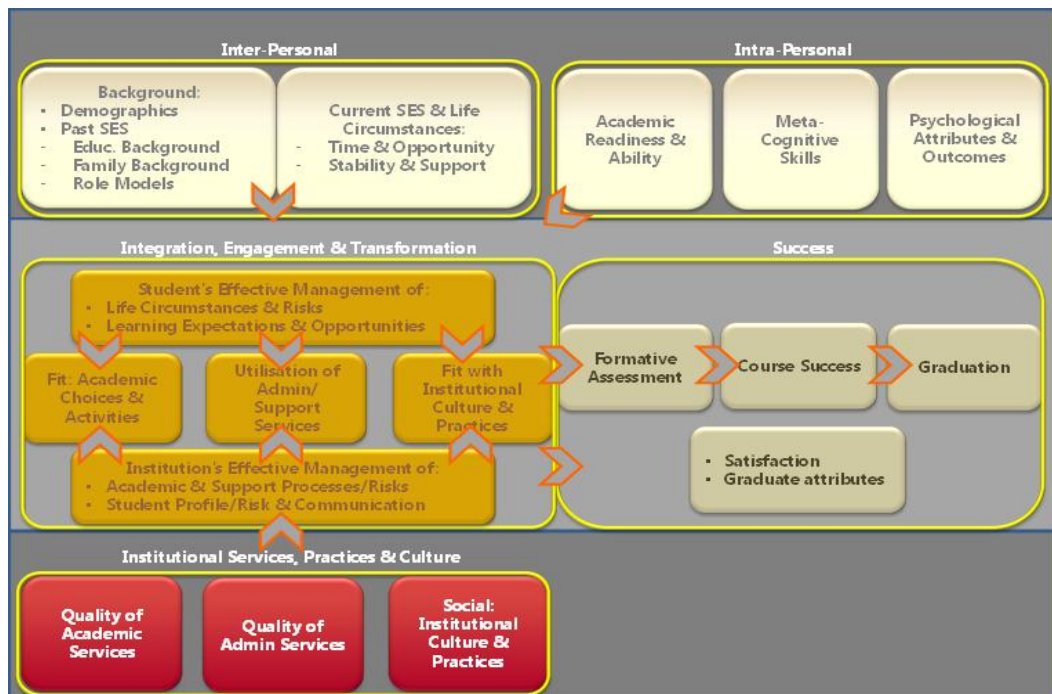 Inter-Personal
Background:
• Demographics
• Past SES
- Educ. Background
- Family Background
- Role Models
Current SES & Life
Circumstances:
- Time & Opportunity
- Stability & Support
Intra-Personal
Academic
Readiness &
Ability
Meta-
Cognitive
Skills
Psychological
Attributes &
Outcomes
Integration, Engagement & Transformation
Student's Effective Management of:
• Life Circumstances & Risks
• Learning Expectations & Opportunities
Fit: Academic
Choices &
Activities
Utilisation of
Admin/
Support
Services
Fit with
Institutional
Culture &
Practices
Institution's Effective Management of:
• Academic & Support Processes/Risks
• Student Profile/Risk & Communication
Success
Formative
Assessment
Course Success
Graduation
• Satisfaction
• Graduate attributes
Institutional Services, Practices & Culture
Quality of
Academic
Services
Quality of
Admin Services
Social:
Institutional
Culture &
Practices